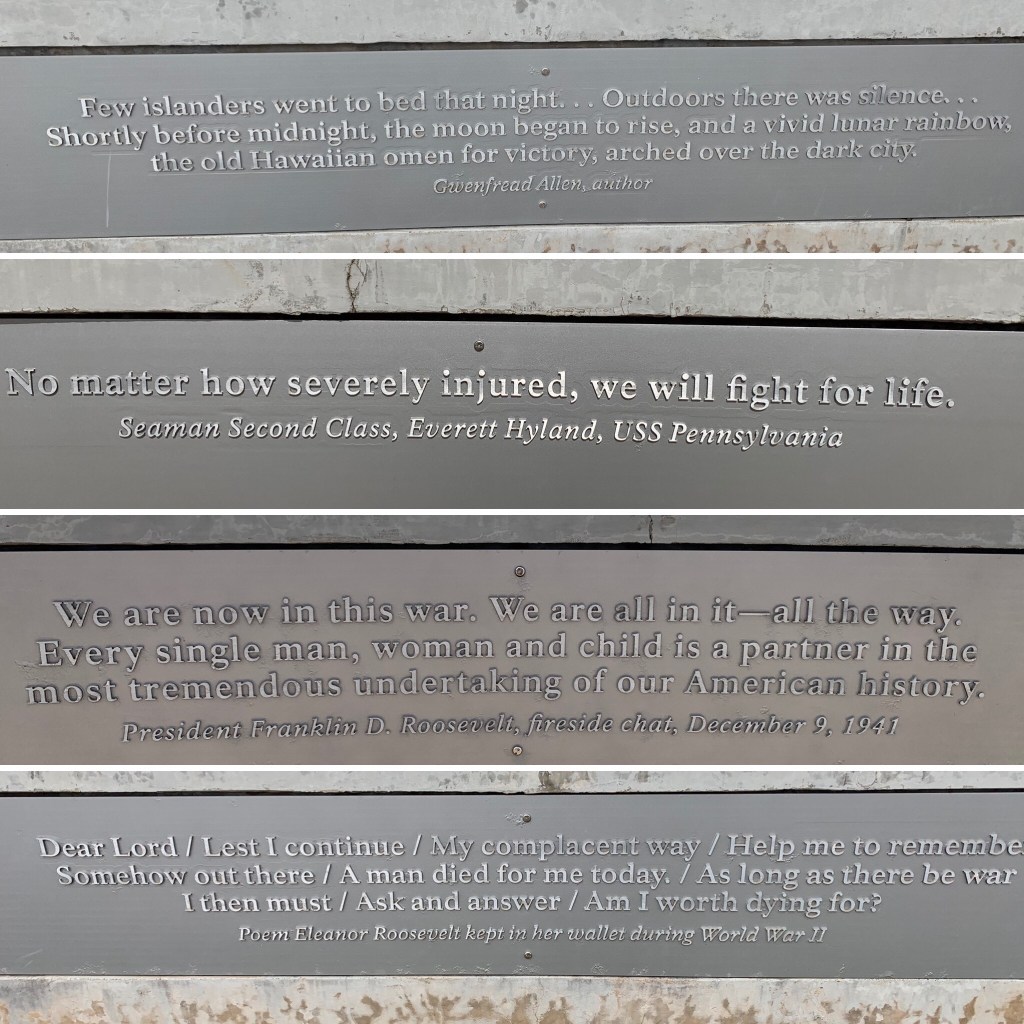 Few islanders went to bed that night. . . Outdoors there was silence. . .
Shortly before midnight, the moon began to rise, and a vivid lunar rainbow,
the old Hawaiian omen for victory, arched over the dark city.
Gwenfread Allen, author
No matter how severely injured, we will fight for life.
Seaman Second Class, Everett Hyland, USS Pennsylvania
We are now in this war. We are all in it—all the way.
Every single man, woman and child is a partner in the
most tremendous undertaking of our American history.
President Franklin D. Roosevelt, fireside chat, December 9, 1941
Dear Lord / Lest I continue / My complacent way / Help me to remembe
Somehow out there / A man died for me today. / As long as there be war
I then must / Ask and answer / Am I worth dying for?
Poem Eleanor Roosevelt kept in her wallet during World War II